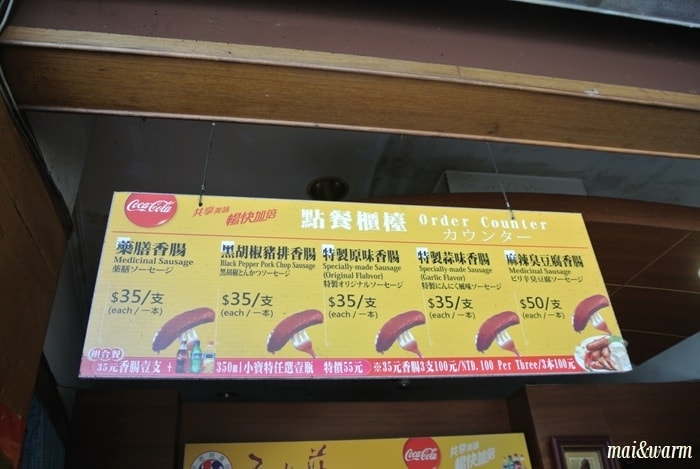 Coca-Cola 共享美味 暢快加倍
點餐櫃檯 Order Counter
カウンター
藥膳香腸
Medicinal Sausage
薬膳ソーセージ
$35/支
(each / 一本)
黑胡椒豬排香腸
Black Pepper Pork Chop Sausage
黒胡椒とんかつソーセージ
$35/支
(each / 一本)
特製原味香腸
Specially-made Sausage
(Original Flahvor)
特製オリジナルソーセージ
$35/支
(each / 一本)
特製蒜味香腸
Specially-made Sausage
(Garlic Flavor)
特製にんにく風味ソーセージ
$35/支
(each / 一本)
麻辣臭豆腐香腸
Medicinal Sausage
ピリ辛臭豆腐ソーセージ
$50/支
(each / 一本)
組合餐
35元香腸壹支 + 350ml小寶特任選壹瓶 特價55元 ※35元香腸3支100元/NTD.100 Per Three/3本100元
Coca-Cola 共享美味 暢快加倍
mai&warm